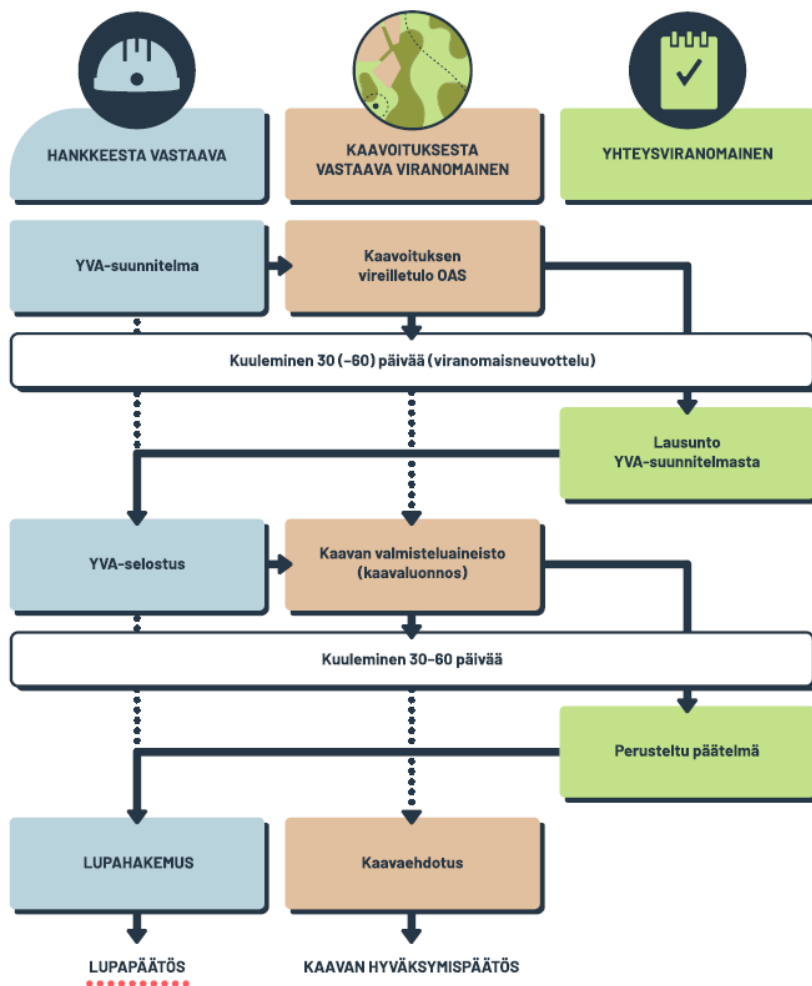 HANKKEESTA VASTAAVA
KAAVOITUKSESTA
VASTAAVA VIRANOMAINEN
YHTEYSVIRANOMAINEN
YVA-suunnitelma
Kaavoituksen
vireilletulo OAS
Kuuleminen 30 (–60) päivää (viranomaisneuvottelu)
Lausunto
YVA-suunnitelmasta
YVA-selostus
Kaavan valmisteluaineisto
(kaavaluonnos)
Kuuleminen 30–60 päivää
Perusteltu päätelmä
LUPAHAKEMUS
Kaavaehdotus
LUPAPÄÄTÖS
KAAVAN HYVÄKSYMISPÄÄTÖS